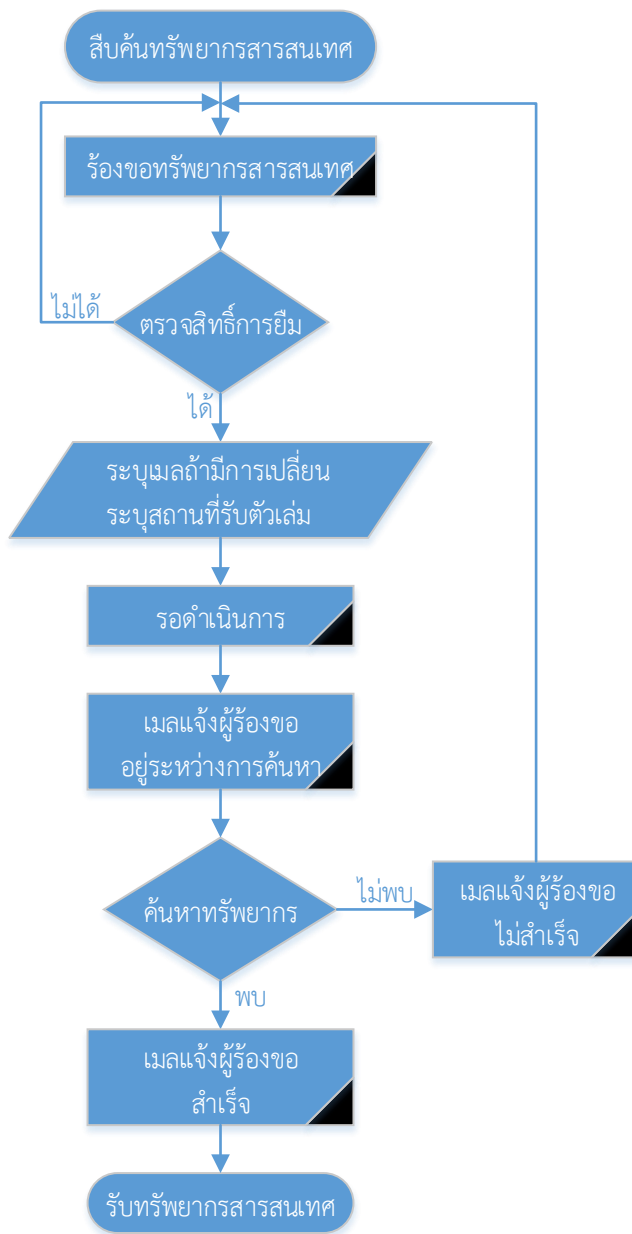 สืบค้นทรัพยากรสารสนเทศ
ร้องขอทรัพยากรสารสนเทศ
ไม่ได้
ตรวจสิทธิ์การยืม
ได้
ระบุเมลถ้ามีการเปลี่ยน
ระบุสถานที่รับตัวเล่ม
รอดำเนินการ
เมลแจ้งผู้ร้องขอ
อยู่ระหว่างการค้นหา
ค้นหาทรัพยากร
ไม่พบ
เมลแจ้งผู้ร้องขอ
ไม่สำเร็จ
พบ
เมลแจ้งผู้ร้องขอ
สำเร็จ
รับทรัพยากรสารสนเทศ